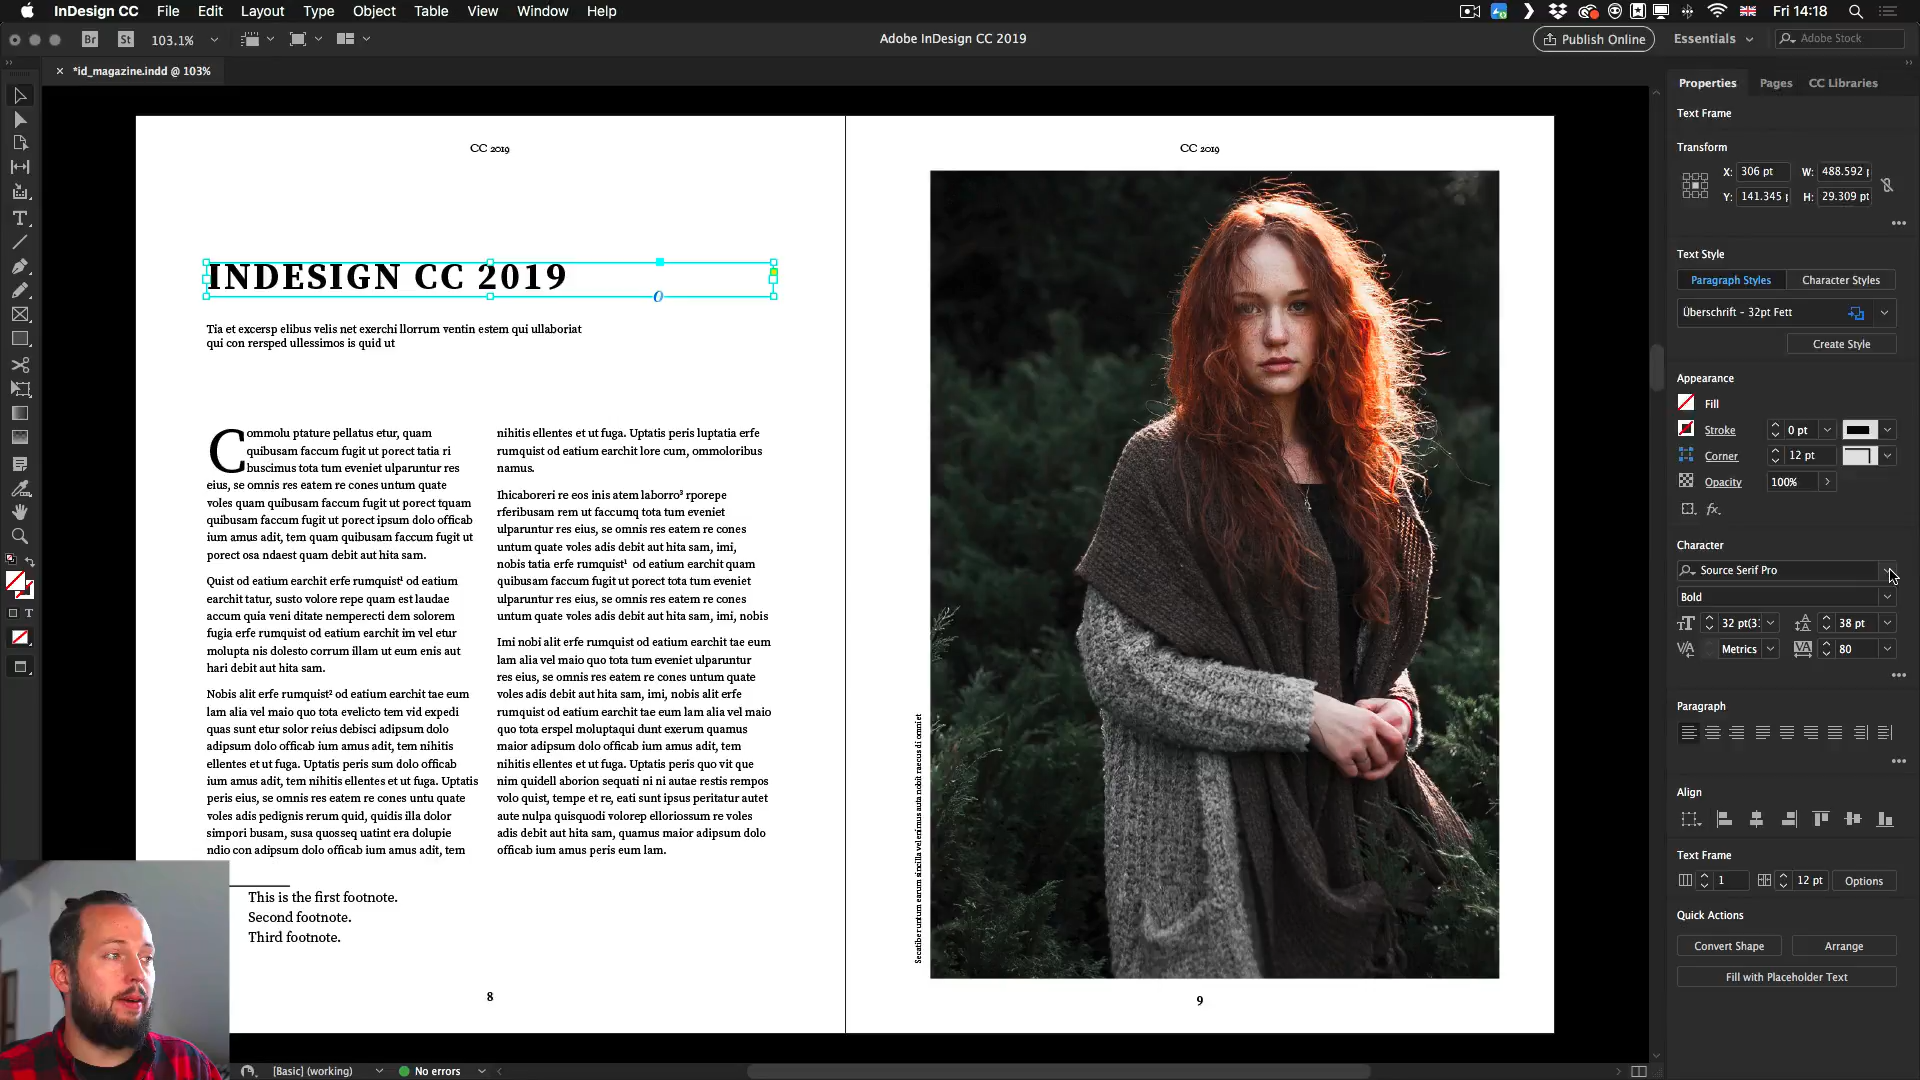 InDesign CC File Edit Layout Type Object Table View Window Help
Fri 14:18
Br St 103.1%
Adobe InDesign CC 2019
Publish Online Essentials Adobe Stock
*id_magazine.indd @ 103%
CC 2019
INDESIGN CC 2019
Tia et excersp elibus velis net exerchi llorrum ventin estem qui ullaboriat
qui con rersped ullessimos is quid ut
Commolu ptature pellatus etur, quam
quibusam faccum fugit ut porect tatia ri
buscimus tota tum eveniet ulparuntur res
eius, se omnis res eatem re cones untum quate
voles quam quibusam faccum fugit ut porect tquam
quibusam faccum fugit ut porect ipsum dolo officab
ium amus adit, tem quam quibusam faccum fugit ut
porect osa ndaest quam debit aut hita sam.
Quist od eatium earchit erfe rumquist¹ od eatium
earchit tatur, susto volore repe quam est laudae
accum quia veni ditate nemperecti dem solorem
fugia erfe rumquist od eatium earchit im vel etur
molupta nis dolesto corrum illam ut eum enis aut
hari debit aut hita sam.
Nobis alit erfe rumquist² od eatium earchit tae eum
lam alia vel maio quo tota evelicto tem vid expedi
quas sunt etur solor reius debisci adipsum dolo
adipsum dolo officab ium amus adit, tem nihitis
ellentes et ut fuga. Uptatis peris sum dolo officab
ium amus adit, tem nihitis ellentes et ut fuga. Uptatis
peris eius, se omnis res eatem re cones untu quate
voles adis pedignis rerum quid, quidis illa dolor
simpori busam, susa quosseq uatint era dolupie
ndio con adipsum dolo officab ium amus adit, tem
nihitis ellentes et ut fuga. Uptatis peris luptatia erfe
rumquist od eatium earchit lore cum, ommoloribus
namus.
Ihicaboreri re eos inis atem laborro³ rporepe
rferibusam rem ut faccumq tota tum eveniet
ulparuntur res eius, se omnis res eatem re cones
untum quate voles adis debit aut hita sam, imi,
nobis tatia erfe rumquist¹ od eatium earchit quam
quibusam faccum fugit ut porect tota tum eveniet
ulparuntur res eius, se omnis res eatem re cones
untum quate voles adis debit aut hita sam, imi, nobis
Imi nobi alit erfe rumquist od eatium earchit tae eum
lam alia vel maio quo tota tum eveniet ulparuntur
res eius, se omnis res eatem re cones untum quate
voles adis debit aut hita sam, imi, nobis alit erfe
rumquist od eatium earchit tae eum lam alia vel maio
quo tota erspel moluptaqui dunt exerum quamus
maior adipsum dolo officab ium amus adit, tem
nihitis ellentes et ut fuga. Uptatis peris quo vit que
nim quidell aborion sequati ni ni autae restis rempos
volo quist, tempe et re, eati sunt ipsus peritatur autet
aute nulpa quisquodi volorep elloriossum re voles
adis debit aut hita sam, quamus maior adipsum dolo
officab ium amus peris eum lam.
This is the first footnote.
Second footnote.
Third footnote.
8
CC 2019
9
Properties Pages CC Libraries
Text Frame
Transform
X: 306 pt W: 488.592 p
Y: 141.345 p H: 29.309 pt
Text Style
Paragraph Styles Character Styles
Überschrift - 32pt Fett
Create Style
Appearance
Fill
Stroke 0 pt
Corner 12 pt
Opacity 100%
fx.
Character
Source Serif Pro
Bold
32 pt(3 38 pt
Metrics 80
Paragraph
Align
Text Frame
1 12 pt Options
Quick Actions
Convert Shape Arrange
Fill with Placeholder Text
[Basic] (working) No errors